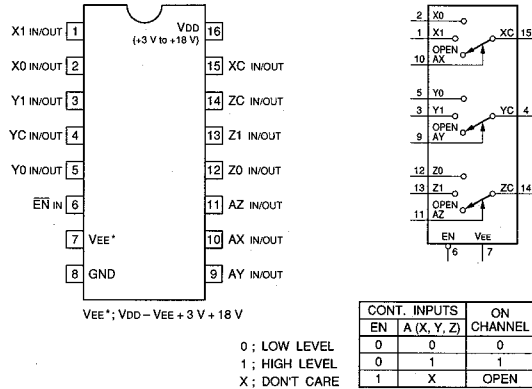 X1 IN/OUT 1
X0 IN/OUT 2
Y1 IN/OUT 3
YC IN/OUT 4
Y0 IN/OUT 5
EN IN 6
7 VEE*
8 GND
VDD 16
(+3 V to +18 V)
15 XC IN/OUT
14 ZC IN/OUT
13 Z1 IN/OUT
12 Z0 IN/OUT
11 AZ IN/OUT
10 AX IN/OUT
9 AY IN/OUT
VEE*; VDD – VEE + 3 V + 18 V
2 X0
1 X1 XC 15
OPEN
10 AX
5 Y0
3 Y1 YC 4
OPEN
9 AY
12 Z0
13 Z1 ZC 14
OPEN
11 AZ
EN VEE
6 7
0 ; LOW LEVEL
1 ; HIGH LEVEL
X ; DON'T CARE
CONT. INPUTS ON CHANNEL
EN A (X, Y, Z)
0 0 0
0 1 1
1 X OPEN